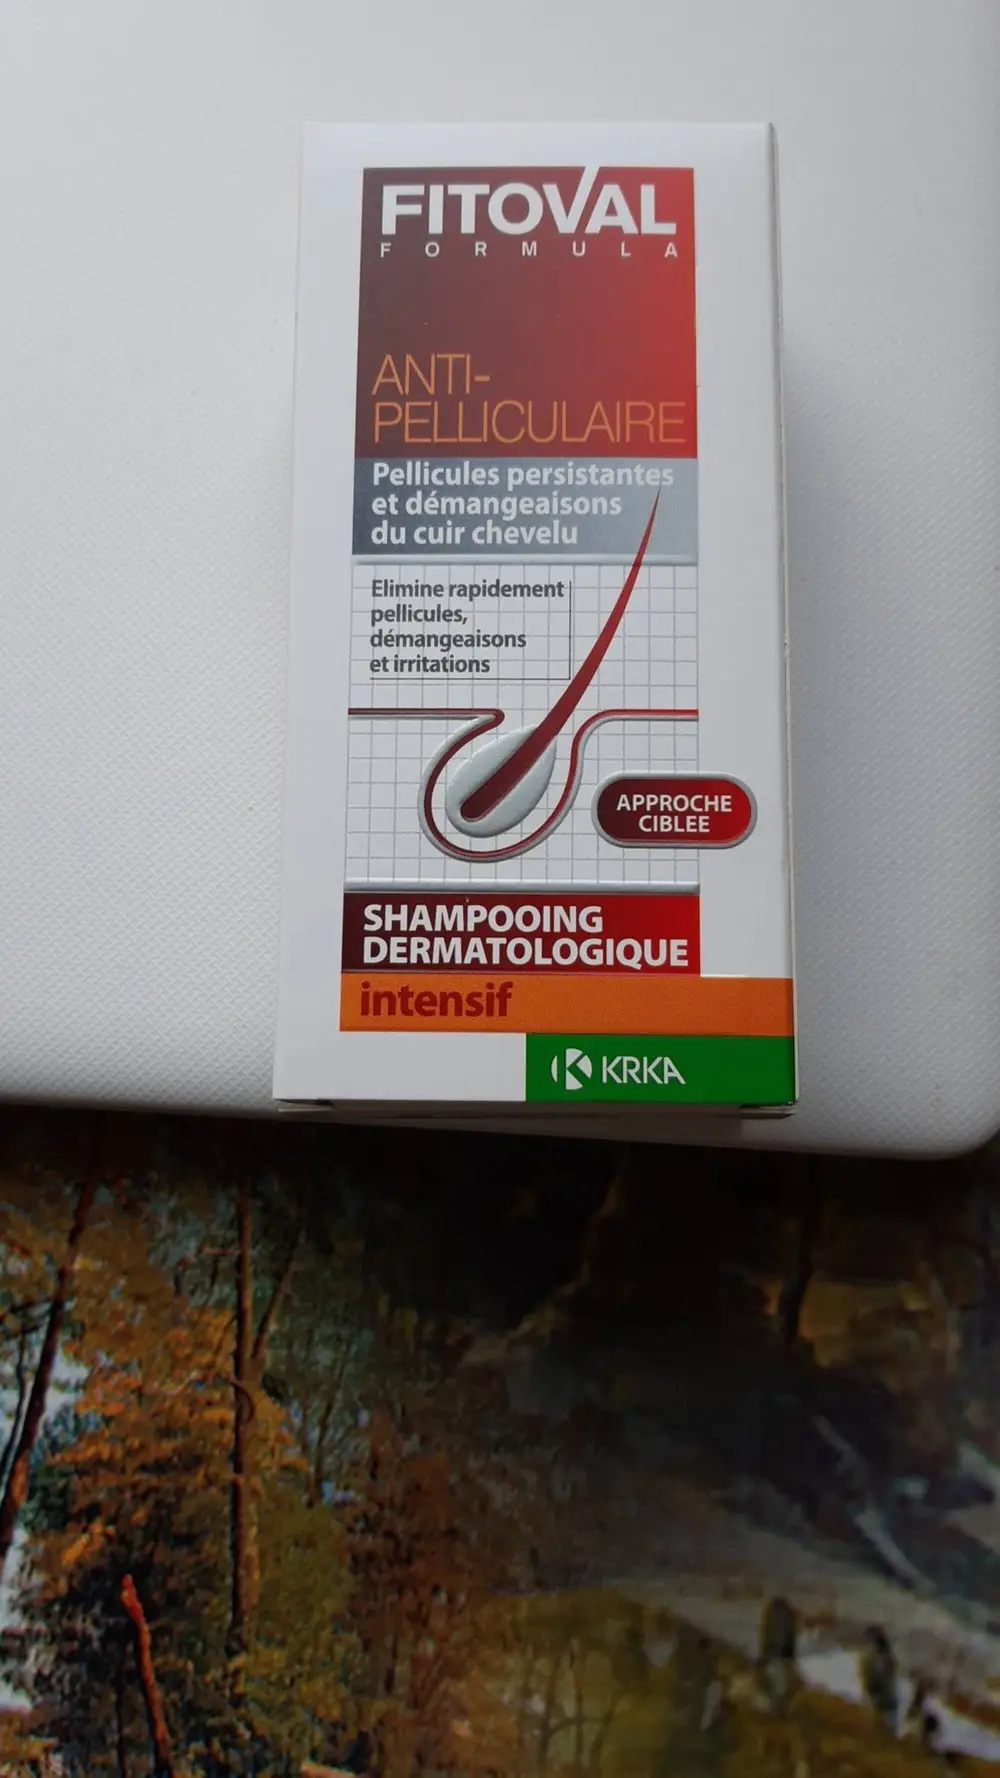 FITOVAL
FORMULA
ANTI-
PELLICULAIRE
Pellicules persistantes
et démangeaisons
du cuir chevelu
Elimine rapidement
pellicules,
démangeaisons
et irritations
APPROCHE
CIBLEE
SHAMPOOING
DERMATOLOGIQUE
intensif
KRKA